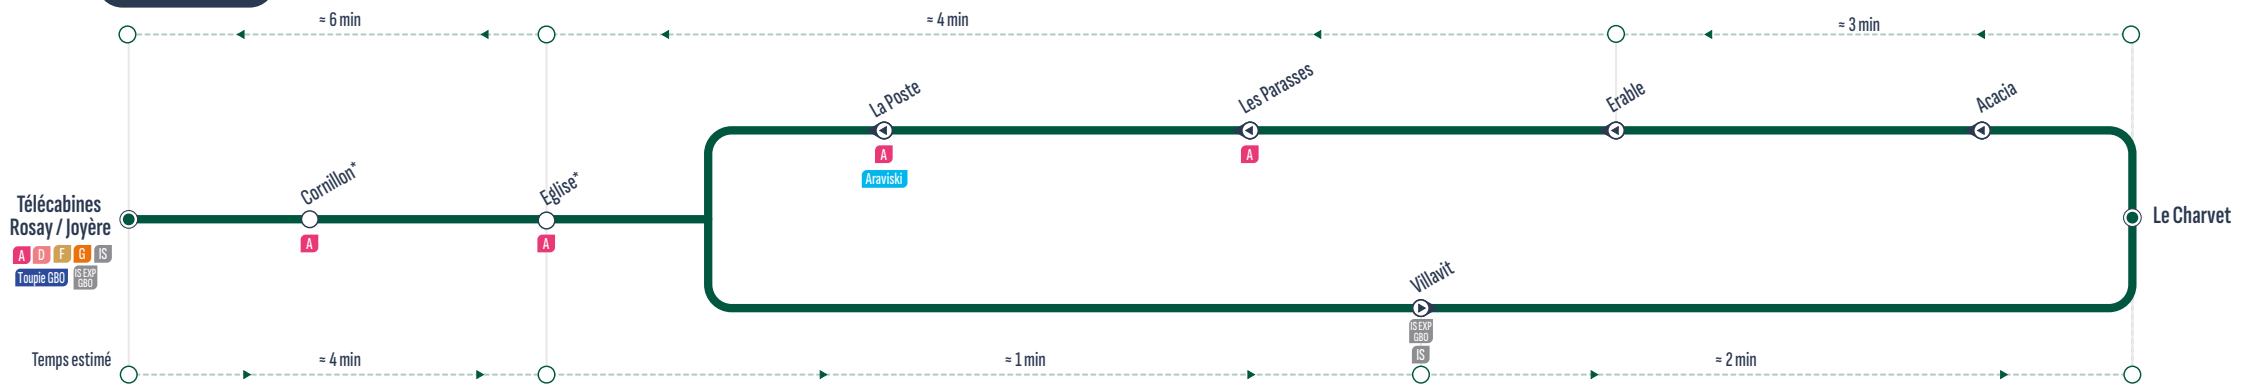 ≈ 6 min
≈ 4 min
≈ 3 min
La Poste
Les Parasses
Erable
Acacia
A
A
Araviski
Cornillon*
Eglise*
Télécabines
Rosay / Joyère
A D F G IS
Toupie GBO
IS EXP
GBO
A
A
Le Charvet
Villavit
IS EXP
GBO
IS
Temps estimé
≈ 4 min
≈ 1 min
≈ 2 min